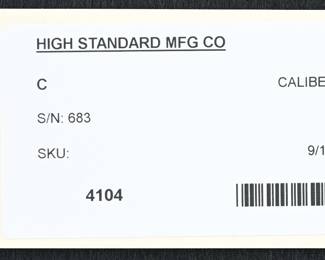 HIGH STANDARD MFG CO
C CALIBE
S/N: 683
SKU: 9/1
4104